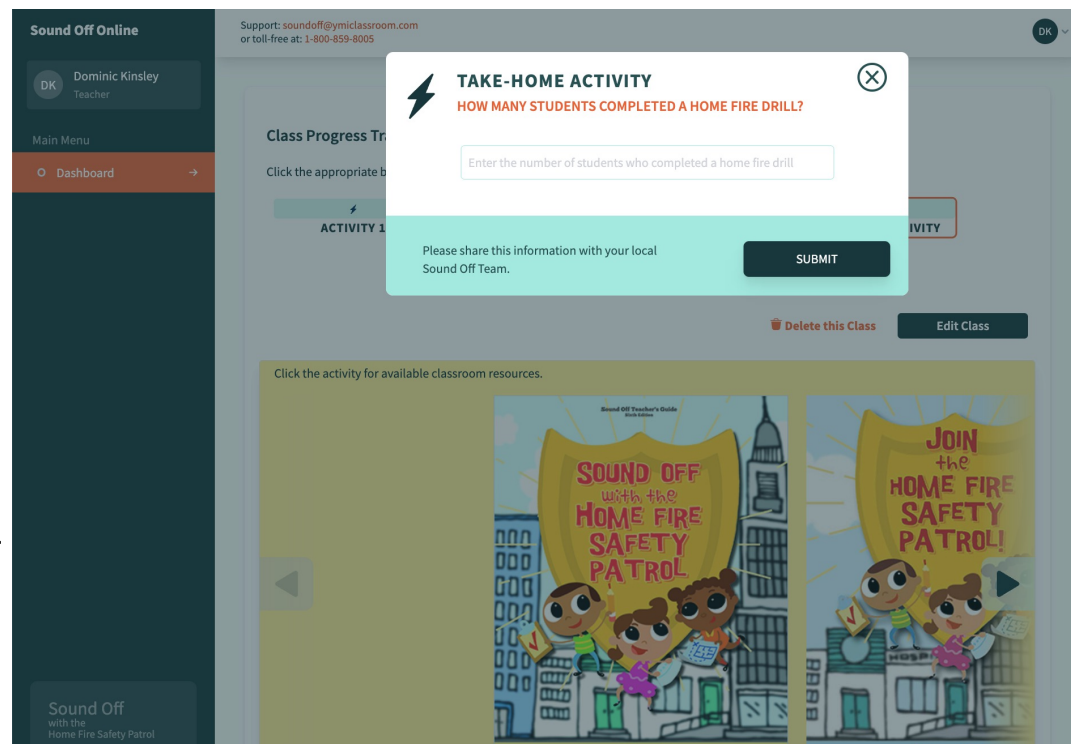 Sound Off Online
Support: soundoff@ymiclassroom.com
or toll-free at: 1-800-859-8005
DK
DK
Dominic Kinsley
Teacher
Main Menu
Dashboard
TAKE-HOME ACTIVITY
HOW MANY STUDENTS COMPLETED A HOME FIRE DRILL?
Enter the number of students who completed a home fire drill
Please share this information with your local
Sound Off Team.
SUBMIT
Class Progress Tr
Click the appropriate b
ACTIVITY 1
IVITY
Delete this Class
Edit Class
Click the activity for available classroom resources.
Sound Off Teacher's Guide
Sixth Edition
SOUND OFF
with the
HOME FIRE
SAFETY
PATROL
JOIN
the
HOME FIRE
SAFETY
PATROL!
HOSP
Sound Off
with the
Home Fire Safety Patrol